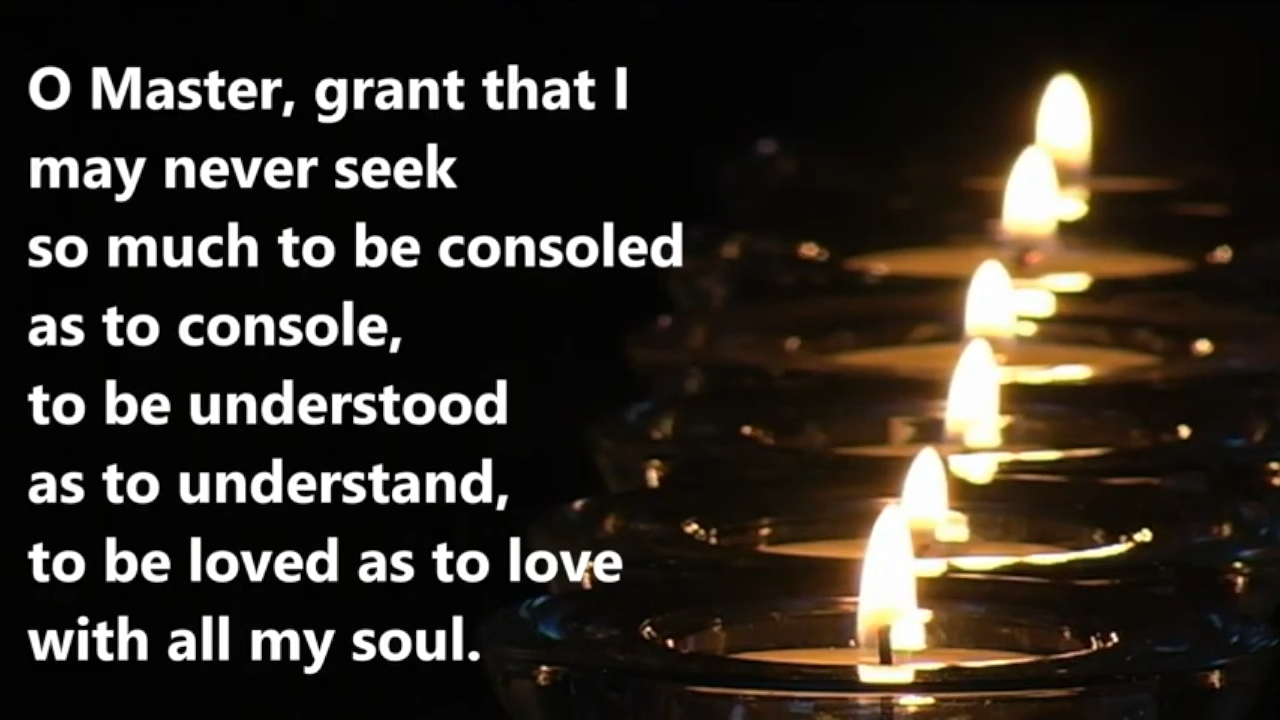 O Master, grant that I
may never seek
so much to be consoled
as to console,
to be understood
as to understand,
to be loved as to love
with all my soul.